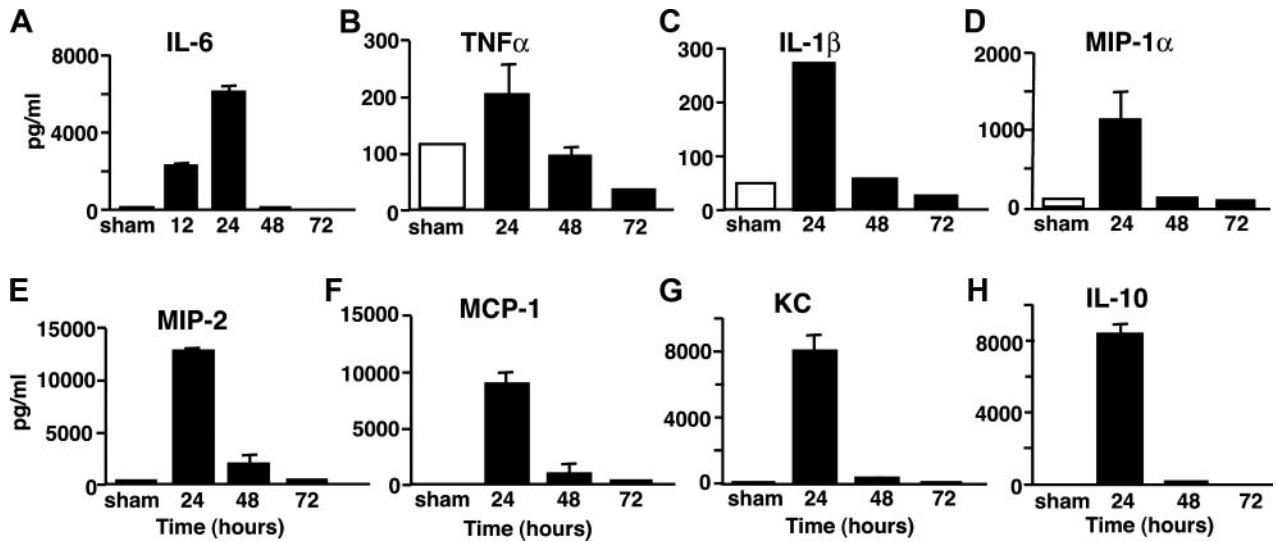 A
IL-6
pg/ml
8000
4000
0
sham 12 24 48 72
B
TNFα
300
200
100
0
sham 24 48 72
C
IL-1β
300
200
100
0
sham 24 48 72
D
MIP-1α
2000
1000
0
sham 24 48 72
E
MIP-2
pg/ml
15000
10000
5000
0
sham 24 48 72
Time (hours)
F
MCP-1
15000
10000
5000
0
sham 24 48 72
Time (hours)
G
KC
8000
4000
0
sham 24 48 72
Time (hours)
H
IL-10
8000
4000
0
sham 24 48 72
Time (hours)